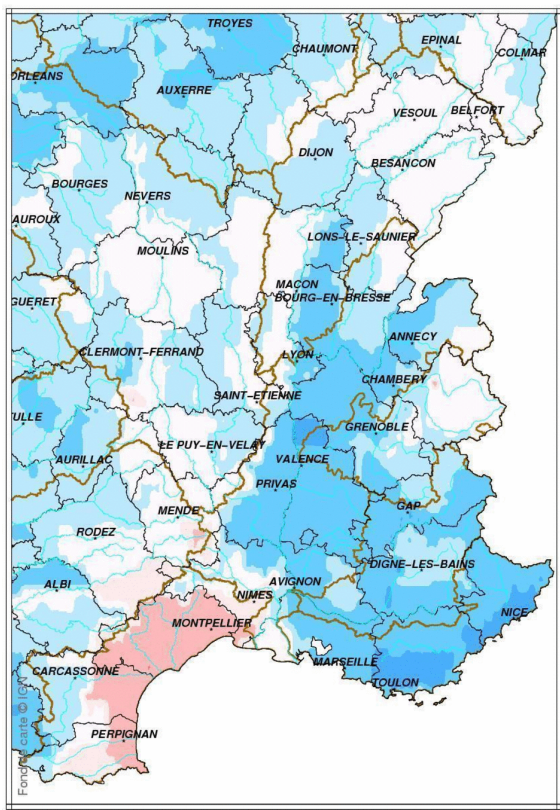 TROYES
EPINAL
CHAUMONT
COLMAR
ORLEANS
AUXERRE
VESOUL
BELFORT
DIJON
BESANCON
BOURGES
NEVERS
AUROUX
LONS-LE-SAUNIER
MOULINS
MACON
BOURG-EN-BRESSE
GUERET
ANNECY
CLERMONT-FERRAND
LYON
CHAMBERY
SAINT-ETIENNE
TULLE
GRENOBLE
LE PUY-EN-VELAY
AURILLAC
VALENCE
PRIVAS
MENDE
GAP
RODEZ
DIGNE-LES-BAINS
ALBI
AVIGNON
NIMES
NICE
MONTPELLIER
MARSEILLE
CARCASSONNE
TOULON
PERPIGNAN
Fond de carte © IGN